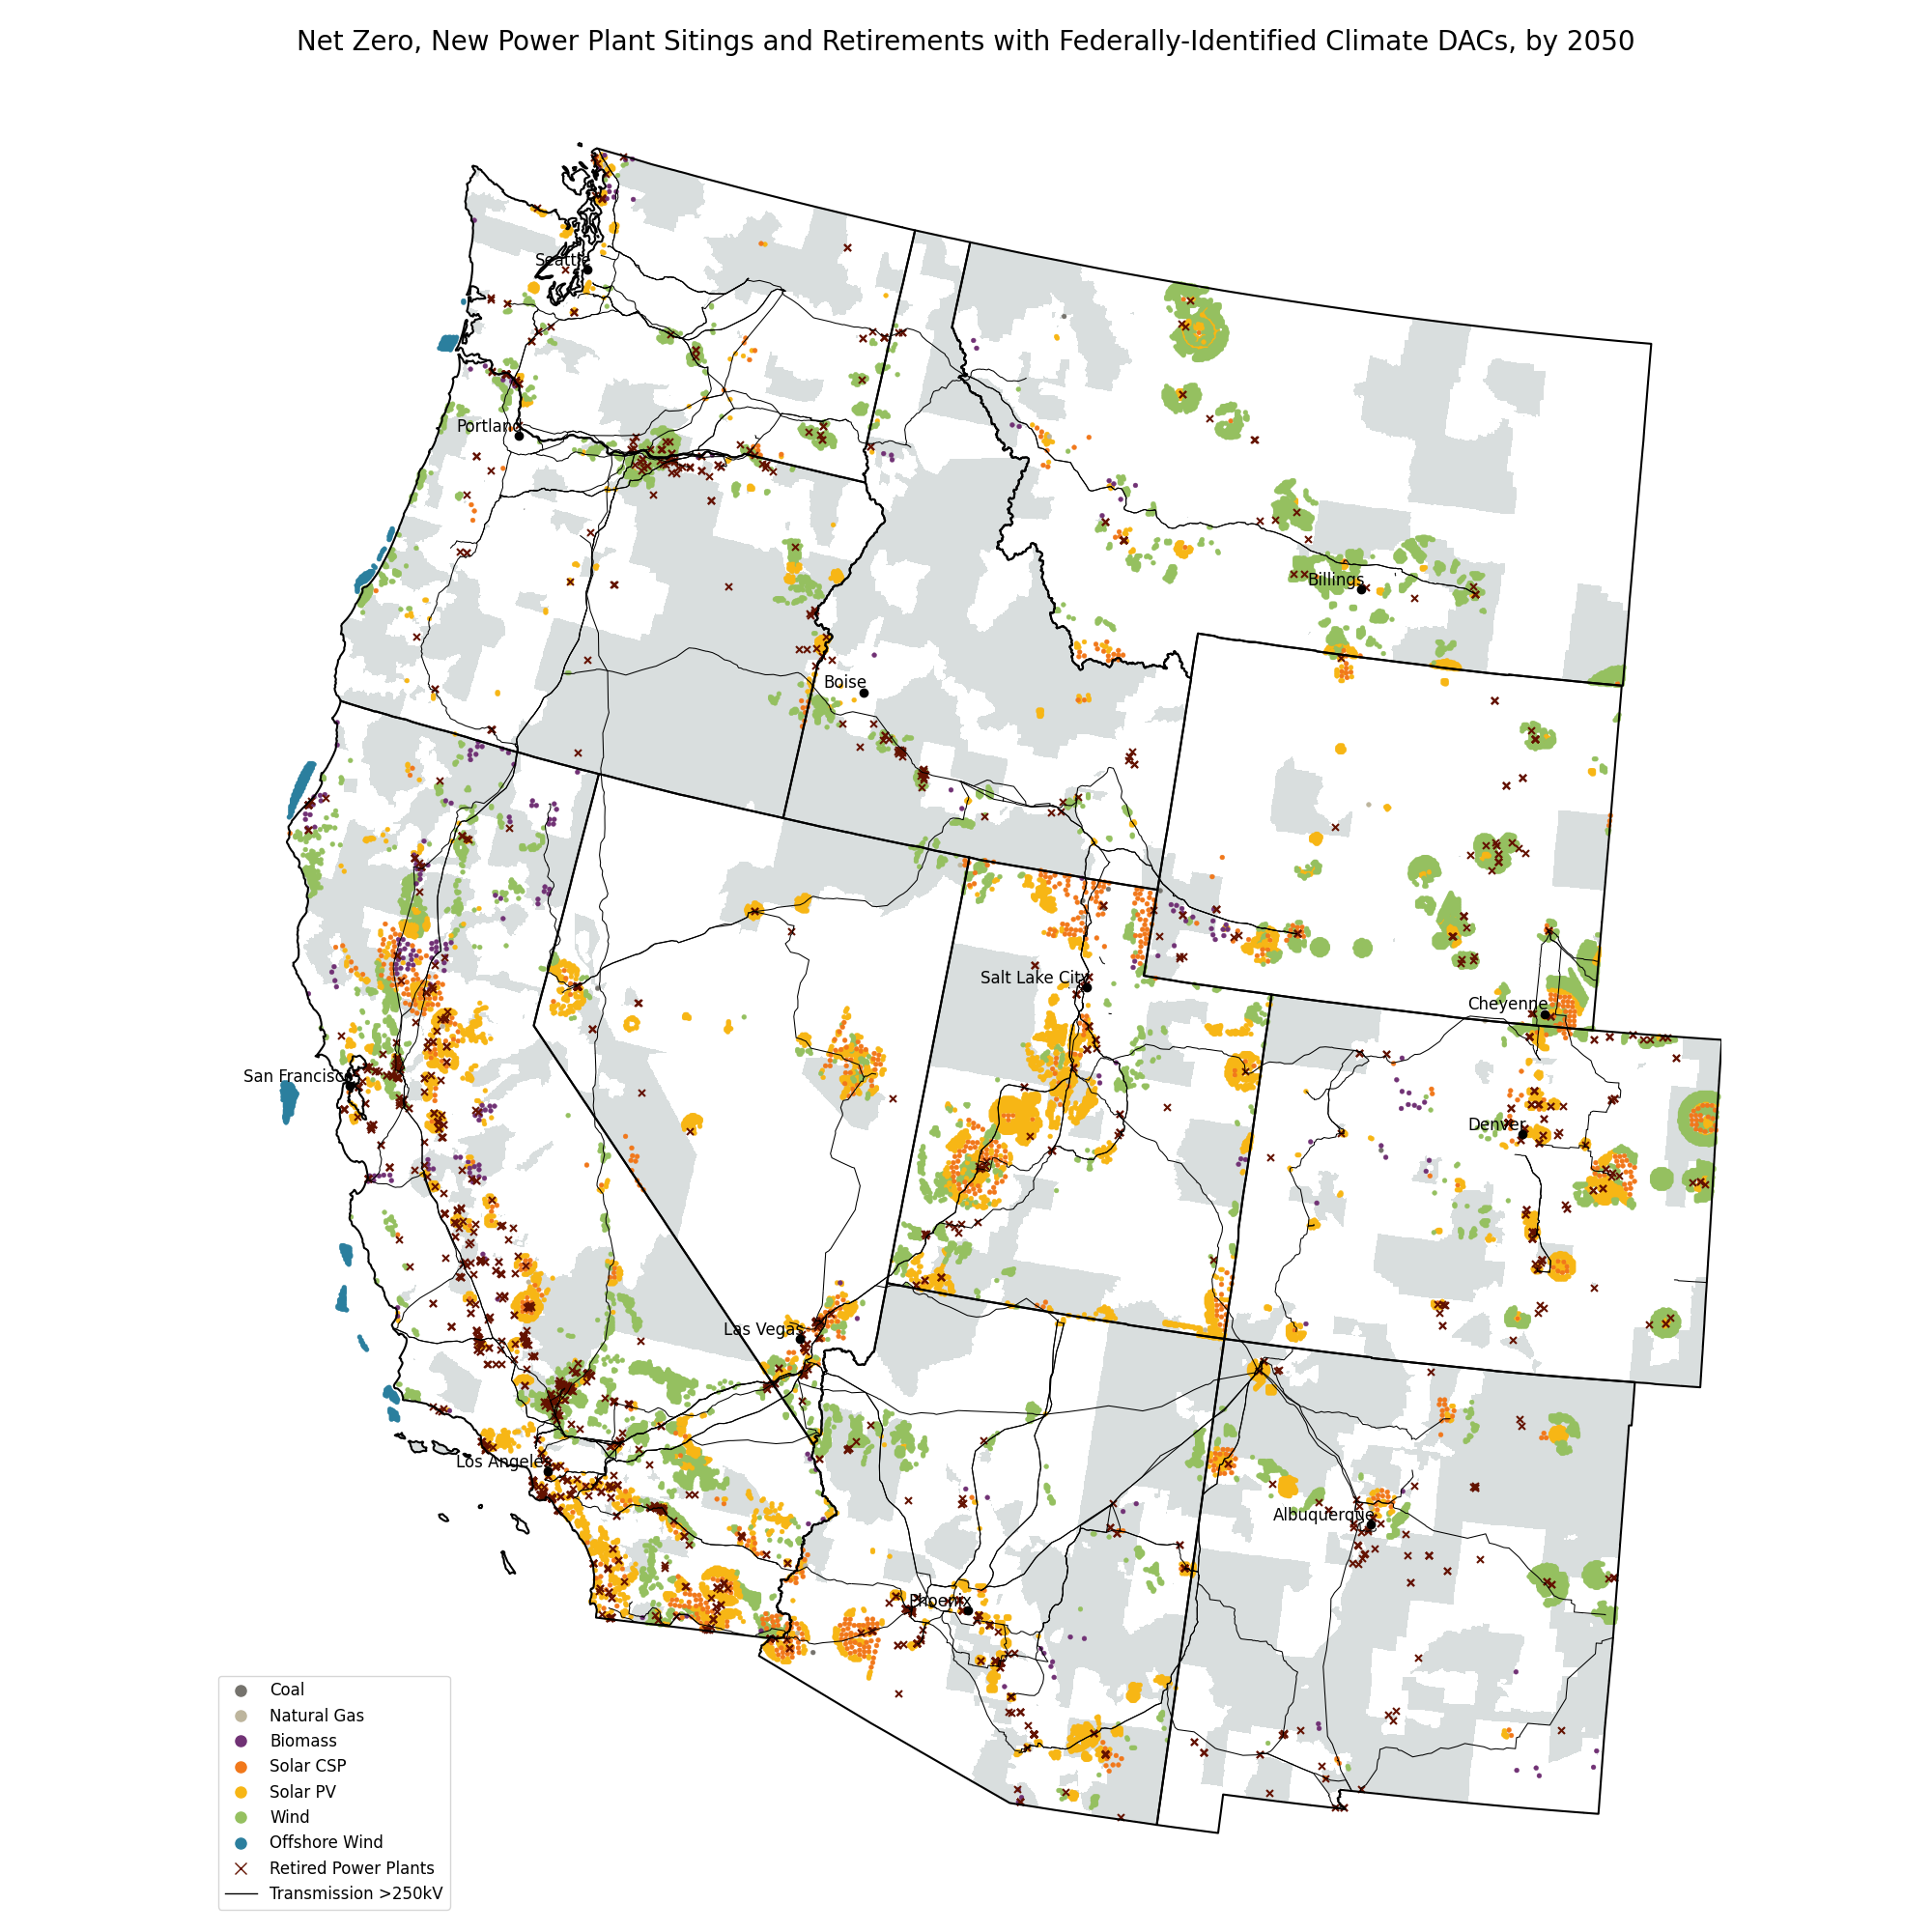 Net Zero, New Power Plant Sitings and Retirements with Federally-Identified Climate DACs, by 2050
Seattle
Portland
Billings
Boise
Salt Lake City
Cheyenne
San Francisco
Denver
Las Vegas
Los Angeles
Albuquerque
Phoenix
Coal
Natural Gas
Biomass
Solar CSP
Solar PV
Wind
Offshore Wind
Retired Power Plants
Transmission >250kV